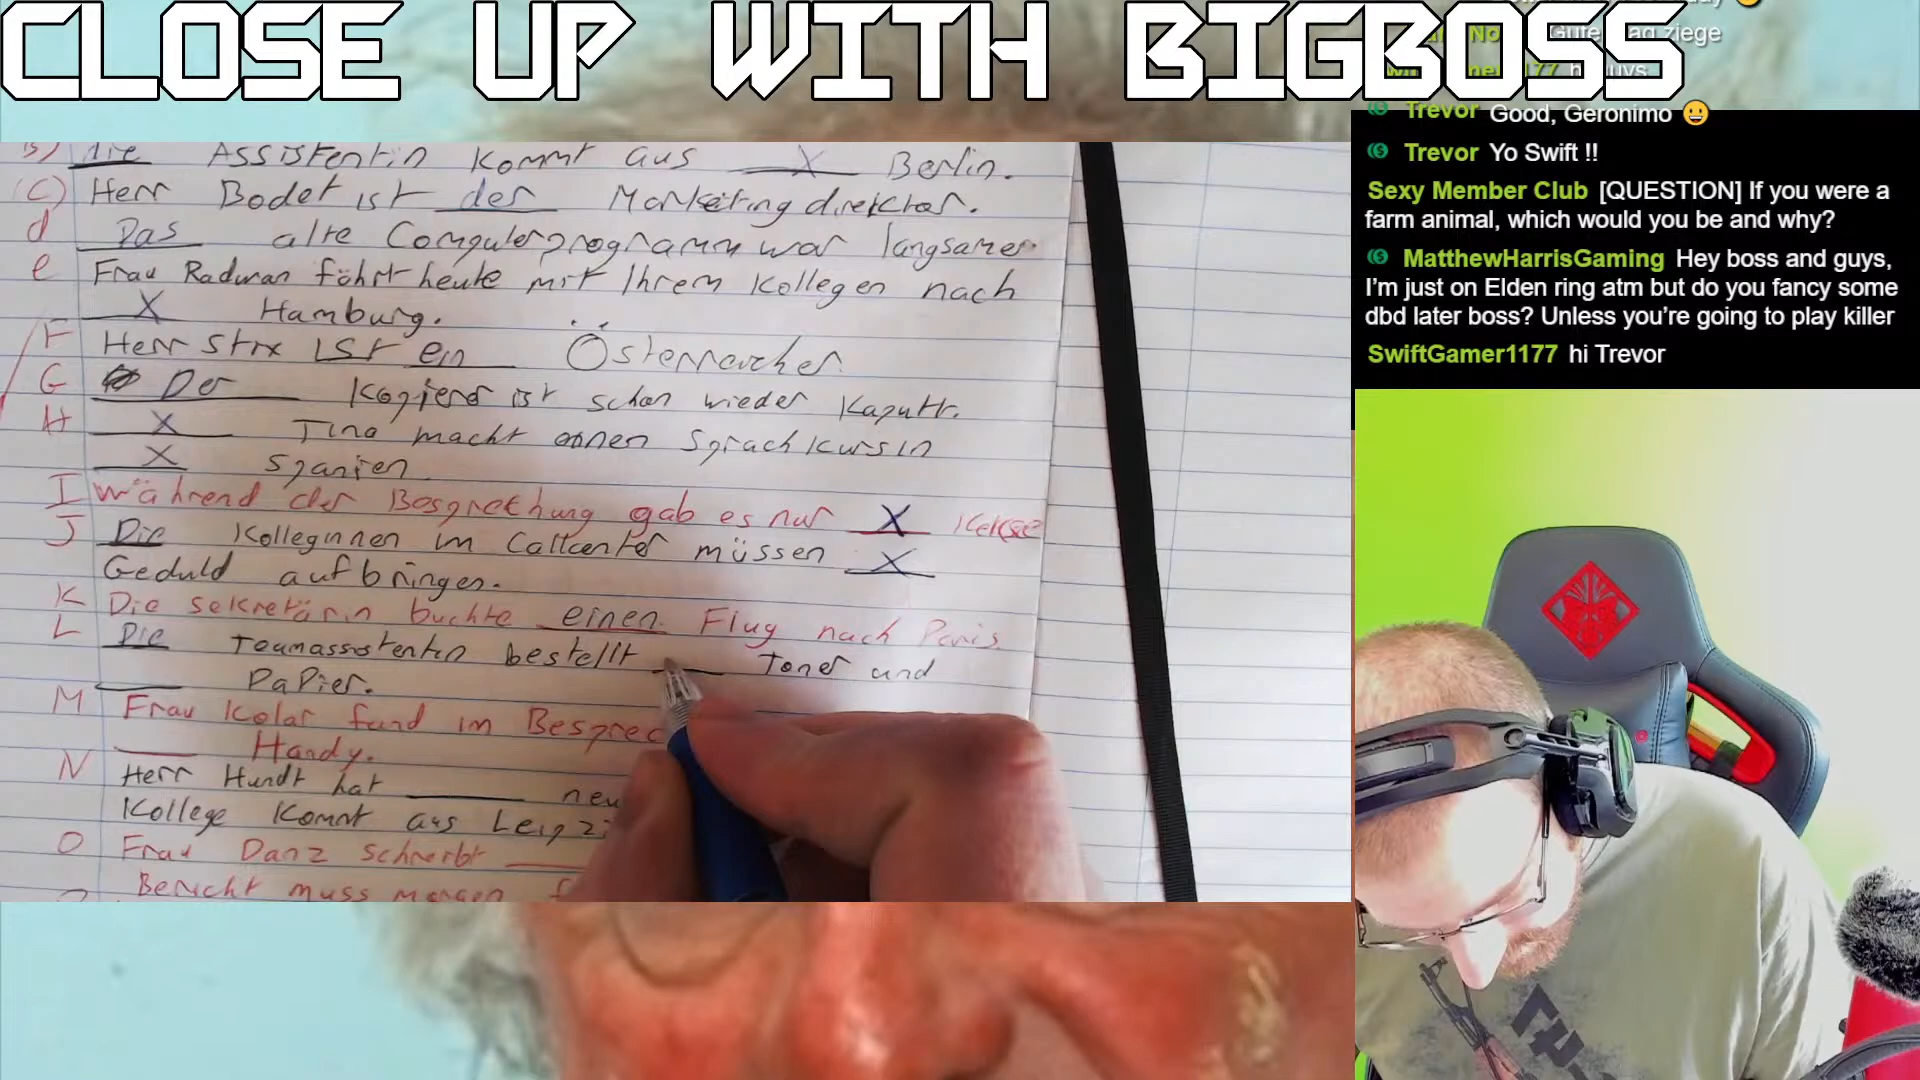 CLOSE UP WITH BIGBOSS
die Assistentin kommt aus X Berlin.
(C) Herr Bodet ist der Marketing direktor.
d Das alte Computerprogramm war langsamer.
e Frau Radwan fährt heute mit Ihrem Kollegen nach
X Hamburg.
F Herr Strx ist ein Österreicher.
G Der Kopierer ist schon wieder kaputt.
H X Tina macht einen Sprachkurs in
X Spanien
I während der Besprechung gab es nur X Kekse
J Die Kolleginnen im Callcenter müssen X
Geduld aufbringen.
K Die sekretärin buchte einen Flug nach Paris.
L Die Teamassistentin bestellt Toner und
Papier.
M Frau Kolar fand im Besprec
Handy.
N Herr Hundt hat neu
Kollege kommt aus Leipzi
O Frau Danz schreibt
Bericht muss morgen f
Gute ziege
Trevor Good, Geronimo 😀
Trevor Yo Swift !!
Sexy Member Club [QUESTION] If you were a
farm animal, which would you be and why?
MatthewHarrisGaming Hey boss and guys,
I'm just on Elden ring atm but do you fancy some
dbd later boss? Unless you're going to play killer
SwiftGamer1177 hi Trevor